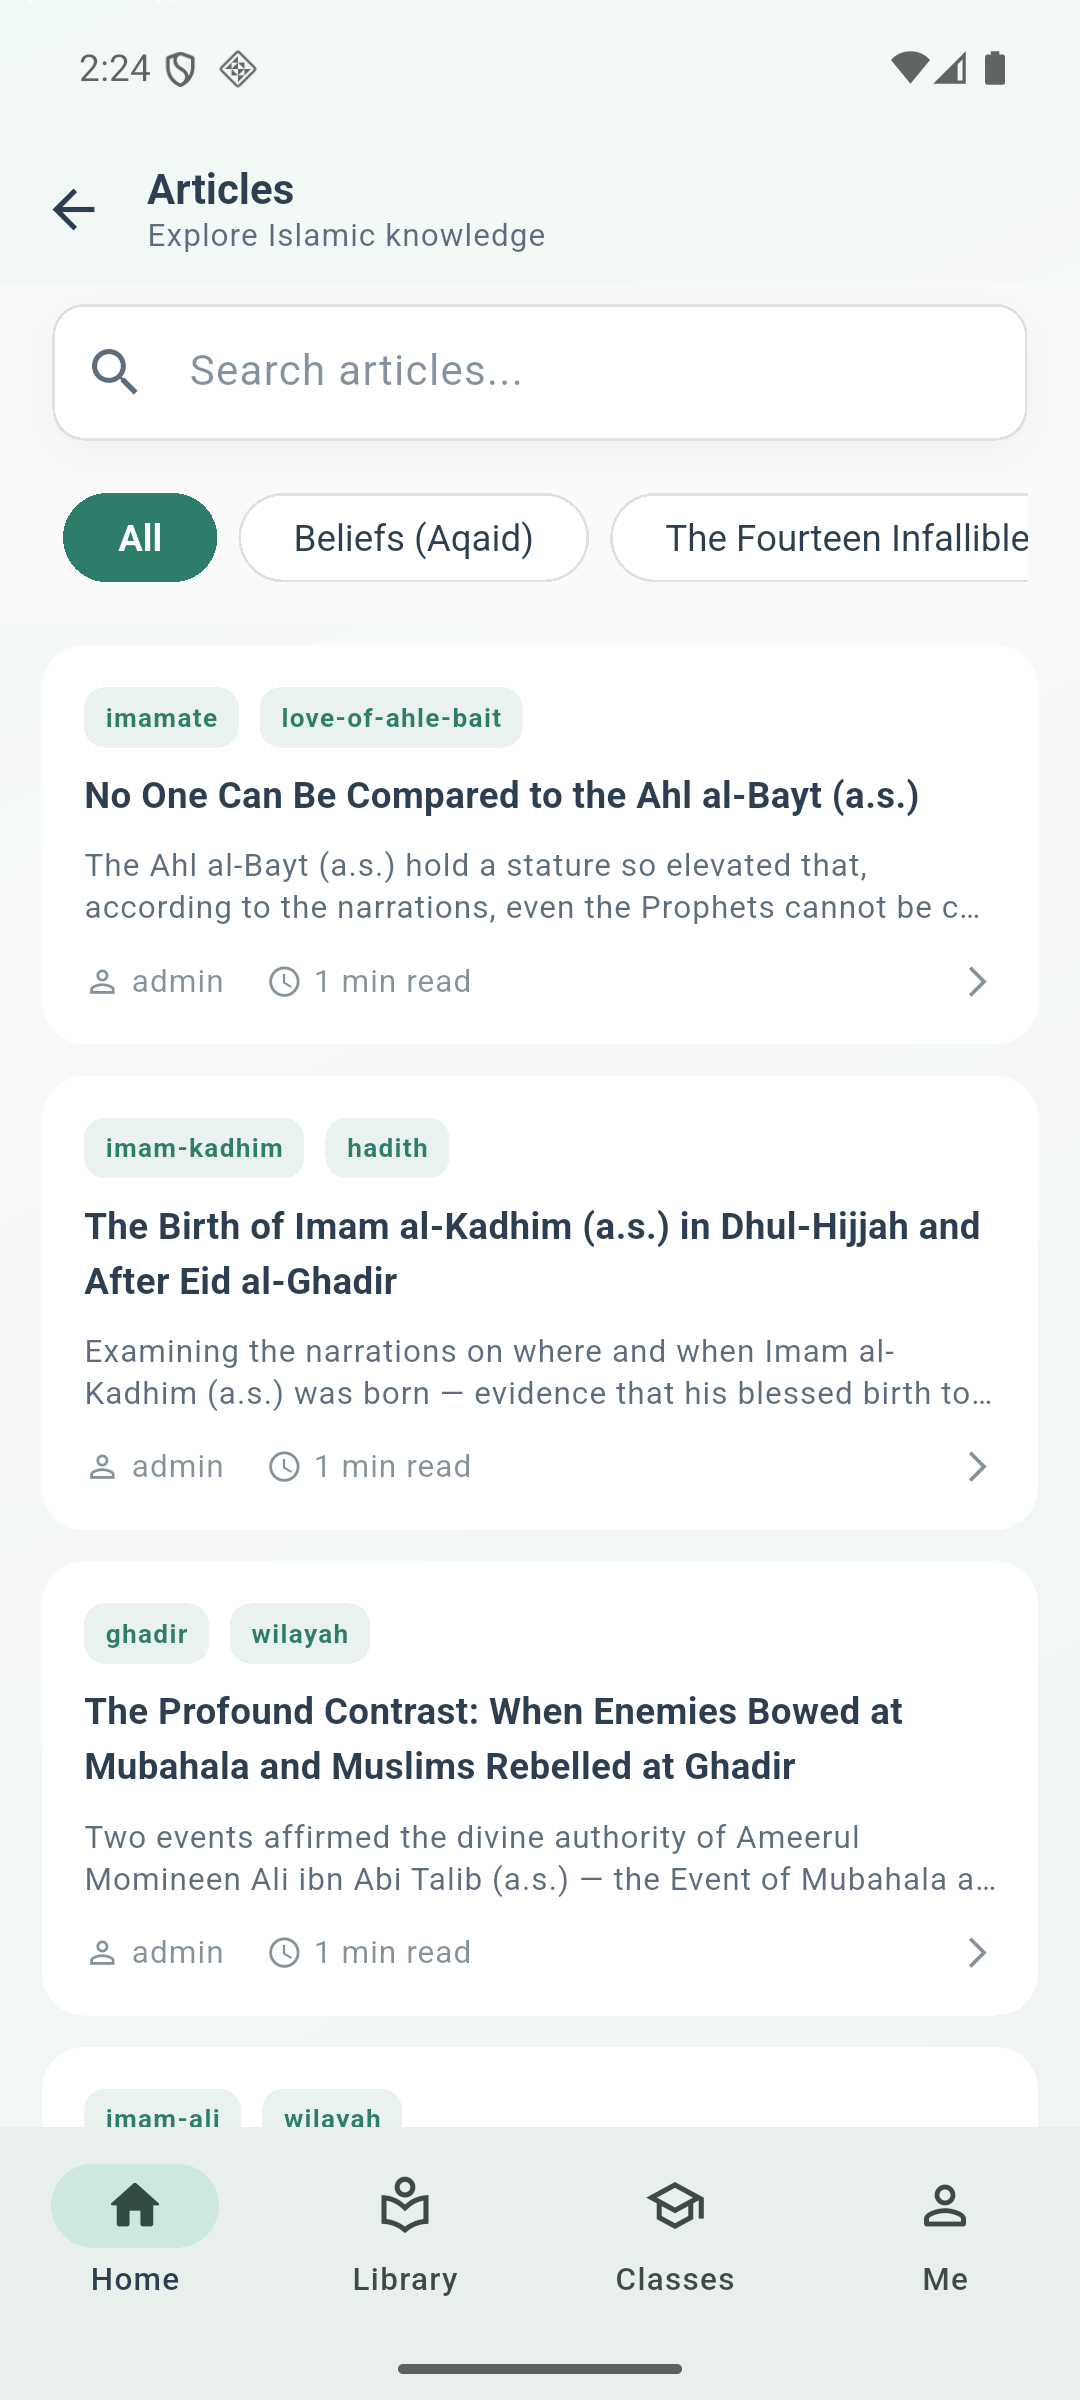 2:24
Articles
Explore Islamic knowledge
Search articles...
All
Beliefs (Aqaid)
The Fourteen Infallible
imamate
love-of-ahle-bait
No One Can Be Compared to the Ahl al-Bayt (a.s.)
The Ahl al-Bayt (a.s.) hold a stature so elevated that,
according to the narrations, even the Prophets cannot be c...
admin
1 min read
imam-kadhim
hadith
The Birth of Imam al-Kadhim (a.s.) in Dhul-Hijjah and
After Eid al-Ghadir
Examining the narrations on where and when Imam al-
Kadhim (a.s.) was born — evidence that his blessed birth to...
admin
1 min read
ghadir
wilayah
The Profound Contrast: When Enemies Bowed at
Mubahala and Muslims Rebelled at Ghadir
Two events affirmed the divine authority of Ameerul
Momineen Ali ibn Abi Talib (a.s.) — the Event of Mubahala a...
admin
1 min read
imam-ali
wilayah
Home
Library
Classes
Me